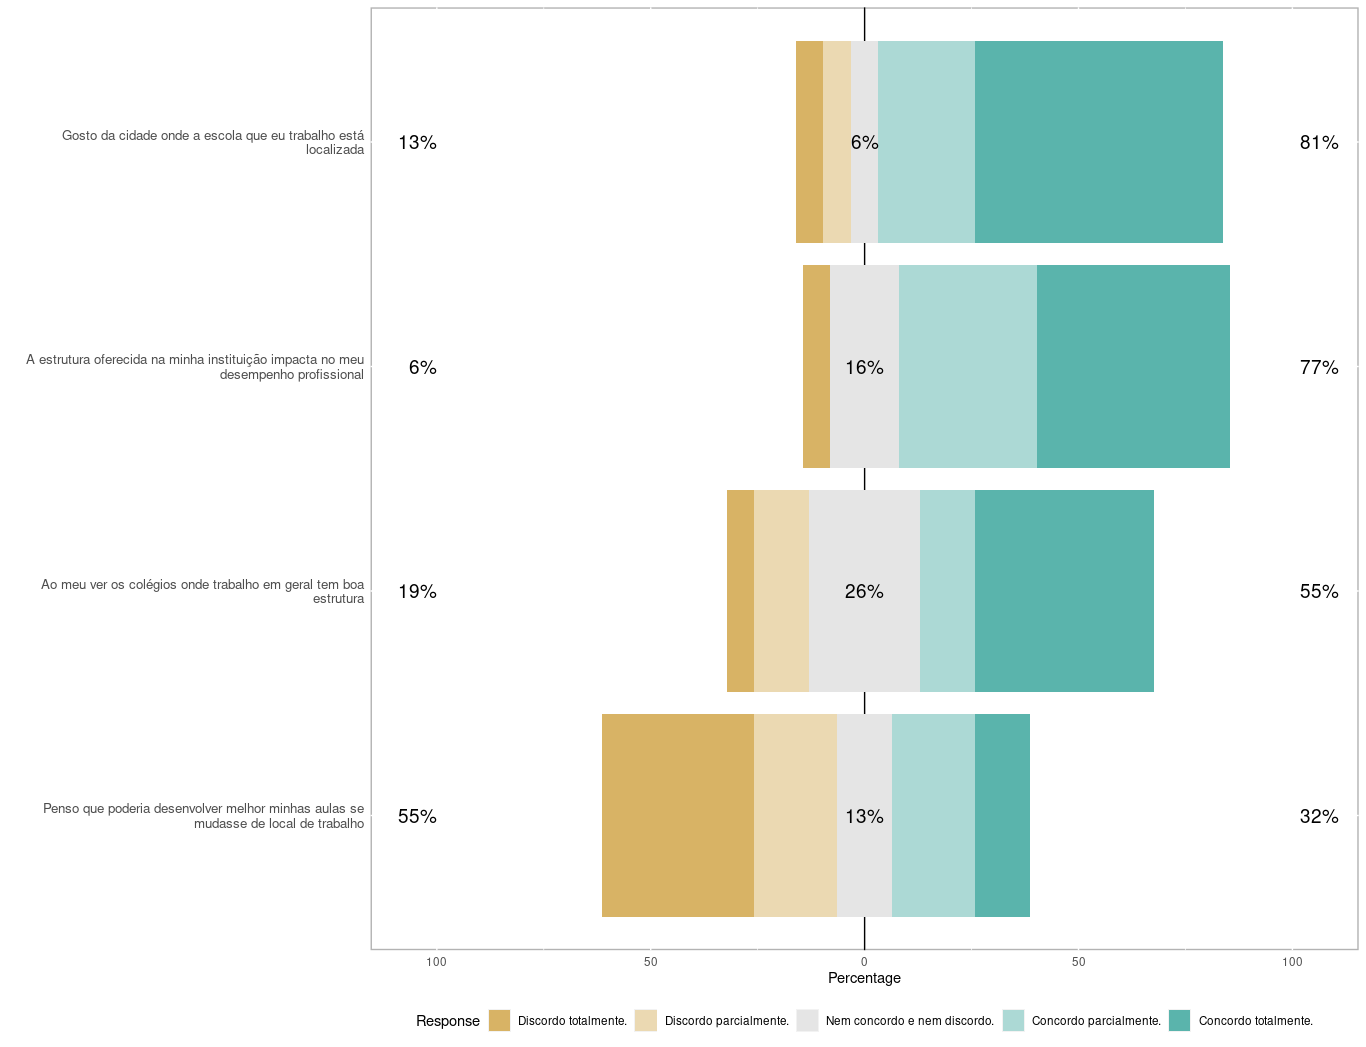 Gosto da cidade onde a escola que eu trabalho está
localizada
13%
6%
81%
A estrutura oferecida na minha instituição impacta no meu
desempenho profissional
6%
16%
77%
Ao meu ver os colégios onde trabalho em geral tem boa
estrutura
19%
26%
55%
Penso que poderia desenvolver melhor minhas aulas se
mudasse de local de trabalho
55%
13%
32%
100 50 0 50 100
Percentage
Response Discordo totalmente. Discordo parcialmente. Nem concordo e nem discordo. Concordo parcialmente. Concordo totalmente.